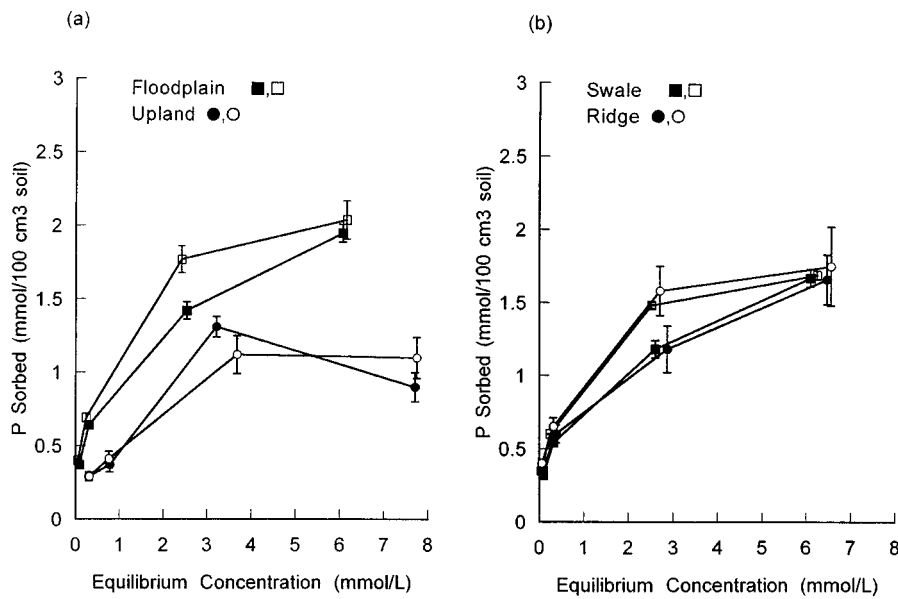 (a)
Floodplain ■,□
Upland ●,○
3
2.5
2
1.5
1
0.5
0
P Sorbed (mmol/100 cm3 soil)
0 1 2 3 4 5 6 7 8
Equilibrium Concentration (mmol/L)
(b)
Swale ■,□
Ridge ●,○
3
2.5
2
1.5
1
0.5
0
P Sorbed (mmol/100 cm3 soil)
0 1 2 3 4 5 6 7 8
Equilibrium Concentration (mmol/L)